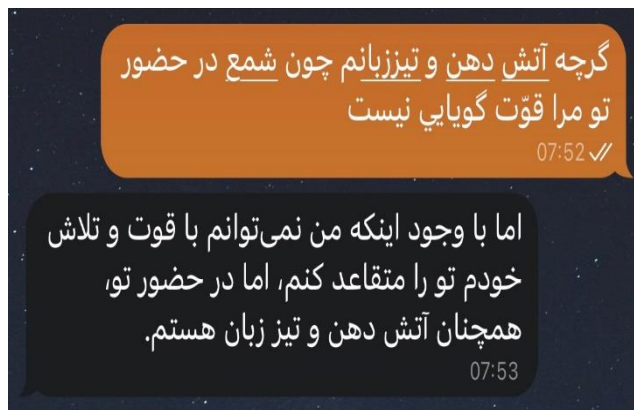 گرچه آتش دهن و تیززبانم چون شمع در حضور
تو مرا قوّت گویایي نیست
07:52
اما با وجود اینکه من نمی‌توانم با قوت و تلاش
خودم تو را متقاعد کنم، اما در حضور تو،
همچنان آتش دهن و تیز زبان هستم.
07:53